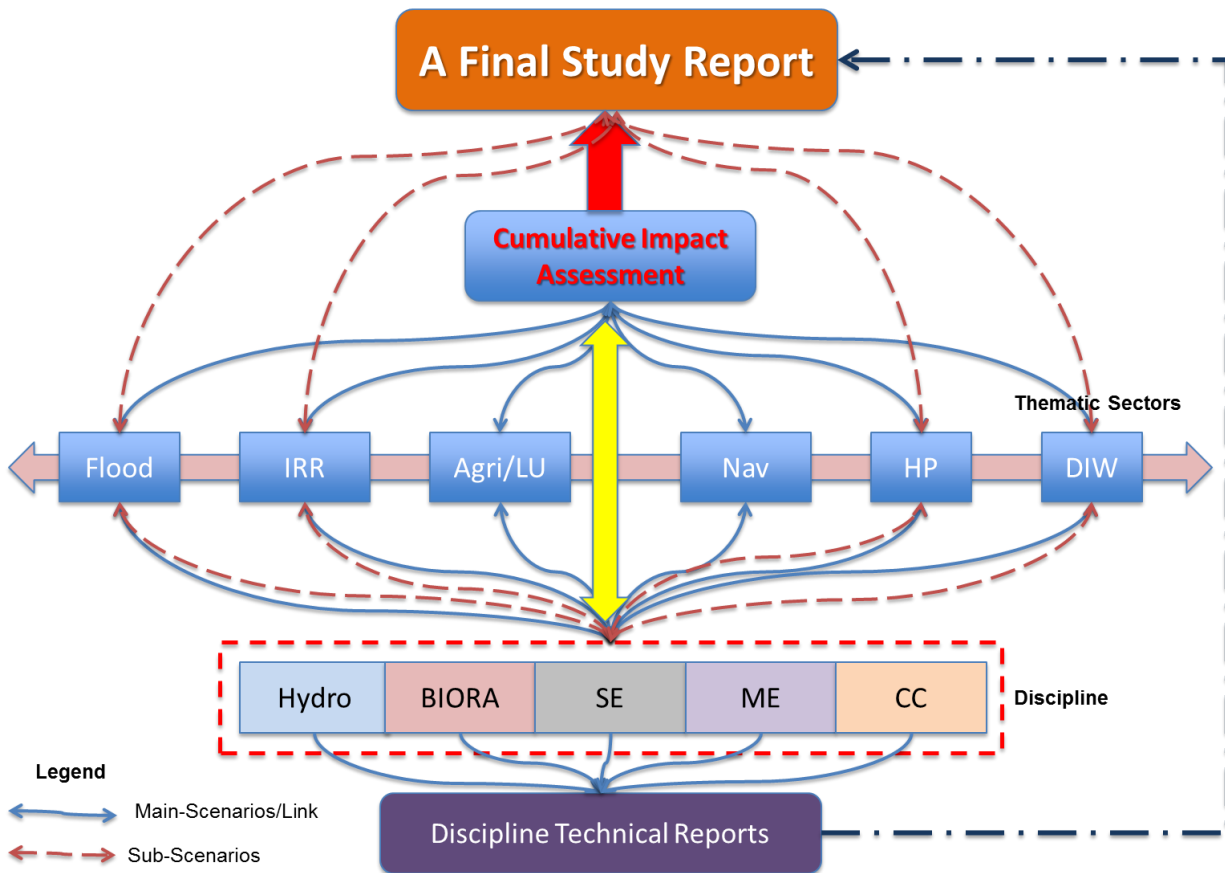 A Final Study Report
Cumulative Impact
Assessment
Thematic Sectors
Flood
IRR
Agri/LU
Nav
HP
DIW
Hydro
BIORA
SE
ME
CC
Discipline
Legend
Main-Scenarios/Link
Sub-Scenarios
Discipline Technical Reports